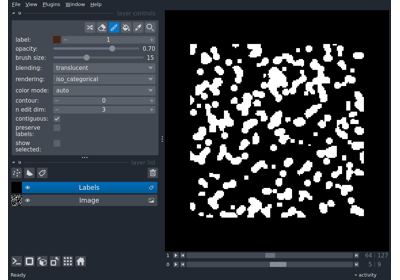 File View Plugins Window Help
layer controls
label: 1
opacity: 0.70
brush size: 15
blending: translucent
rendering: iso_categorical
color mode: auto
contour: 0
n edit dim: 3
contiguous:
preserve
labels:
show
selected:
layer list
Labels
Image
1 64 127
0 5 9
Ready
activity